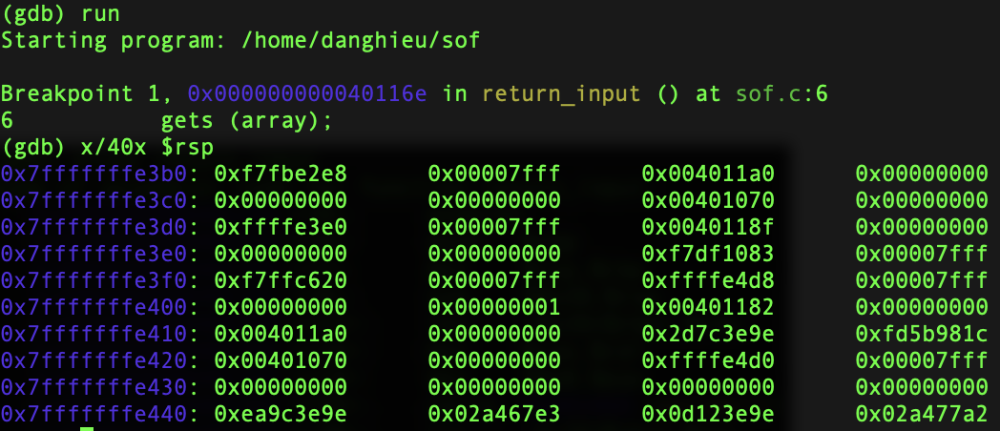 (gdb) run
Starting program: /home/danghieu/sof
Breakpoint 1, 0x000000000040116e in return_input () at sof.c:6
6 gets (array);
(gdb) x/40x $rsp
0x7fffffffe3b0: 0xf7fbe2e8 0x00007fff 0x004011a0 0x00000000
0x7fffffffe3c0: 0x00000000 0x00000000 0x00401070 0x00000000
0x7fffffffe3d0: 0xffffe3e0 0x00007fff 0x0040118f 0x00000000
0x7fffffffe3e0: 0x00000000 0x00000000 0xf7df1083 0x00007fff
0x7fffffffe3f0: 0xf7ffc620 0x00007fff 0xffffe4d8 0x00007fff
0x7fffffffe400: 0x00000000 0x00000001 0x00401182 0x00000000
0x7fffffffe410: 0x004011a0 0x00000000 0x2d7c3e9e 0xfd5b981c
0x7fffffffe420: 0x00401070 0x00000000 0xffffe4d0 0x00007fff
0x7fffffffe430: 0x00000000 0x00000000 0x00000000 0x00000000
0x7fffffffe440: 0xea9c3e9e 0x02a467e3 0x0d123e9e 0x02a477a2